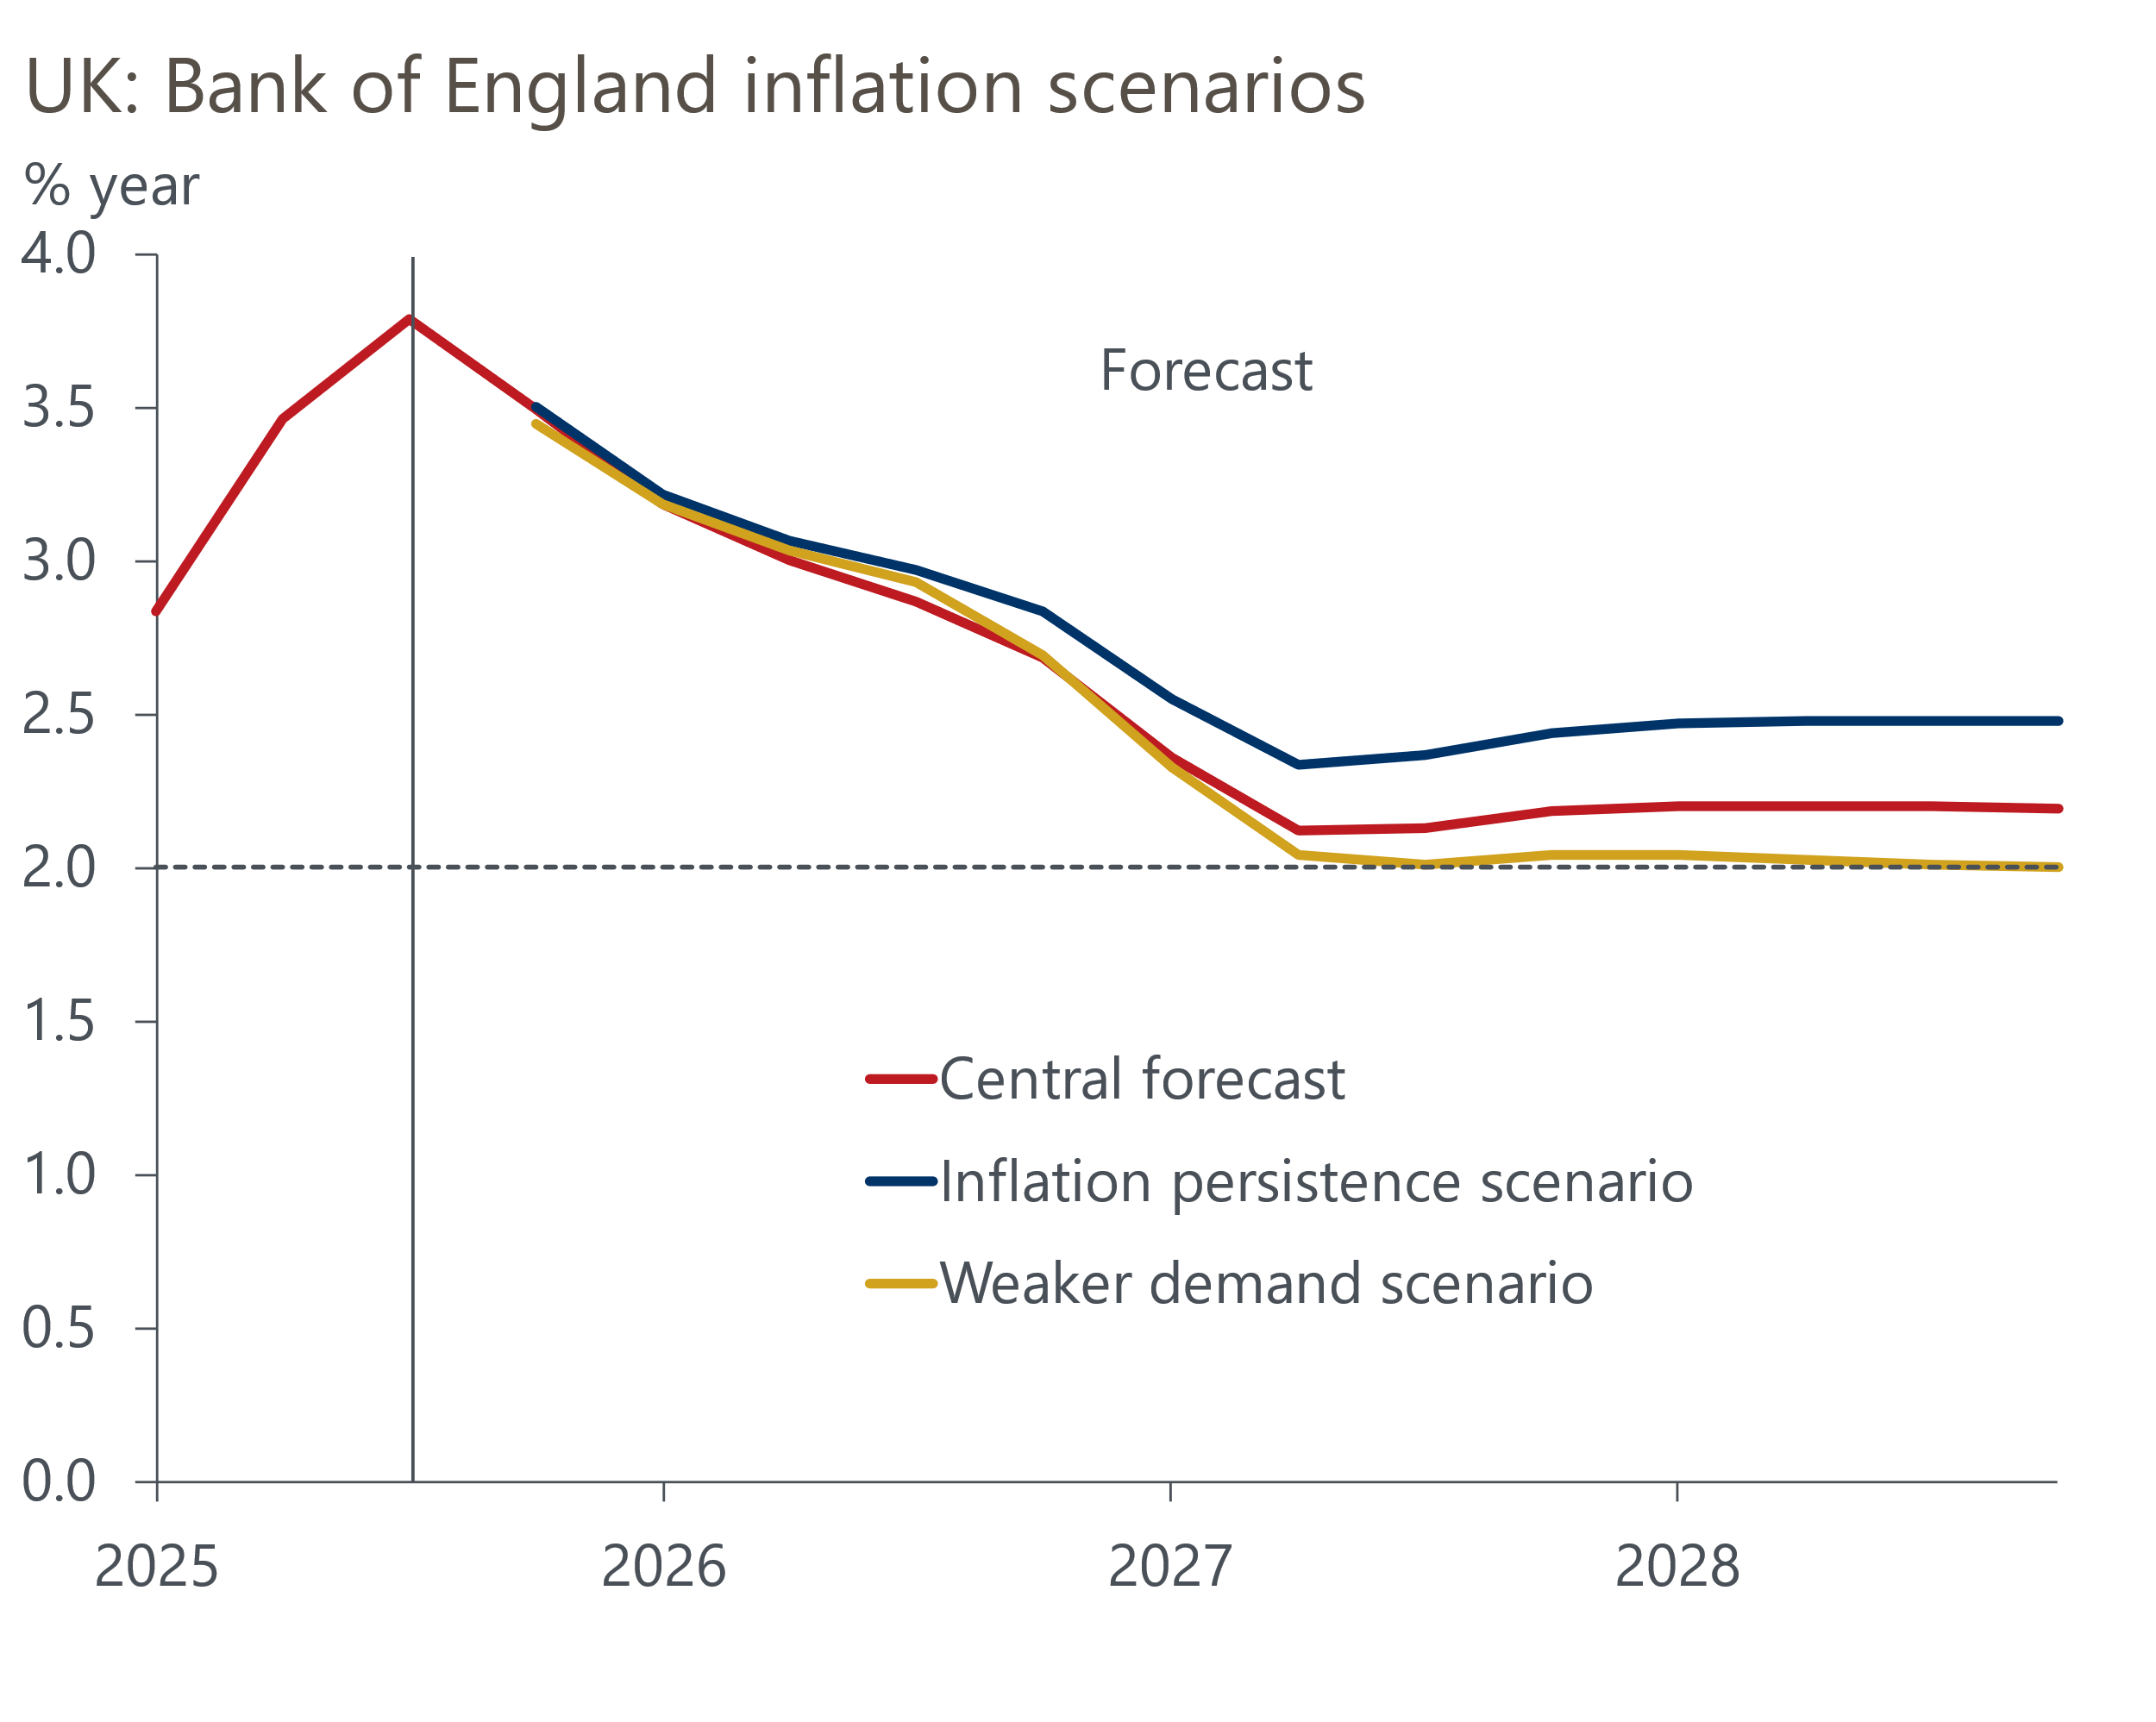 UK: Bank of England inflation scenarios
% year
4.0
3.5
3.0
2.5
2.0
1.5
1.0
0.5
0.0
Forecast
Central forecast
Inflation persistence scenario
Weaker demand scenario
2025 2026 2027 2028